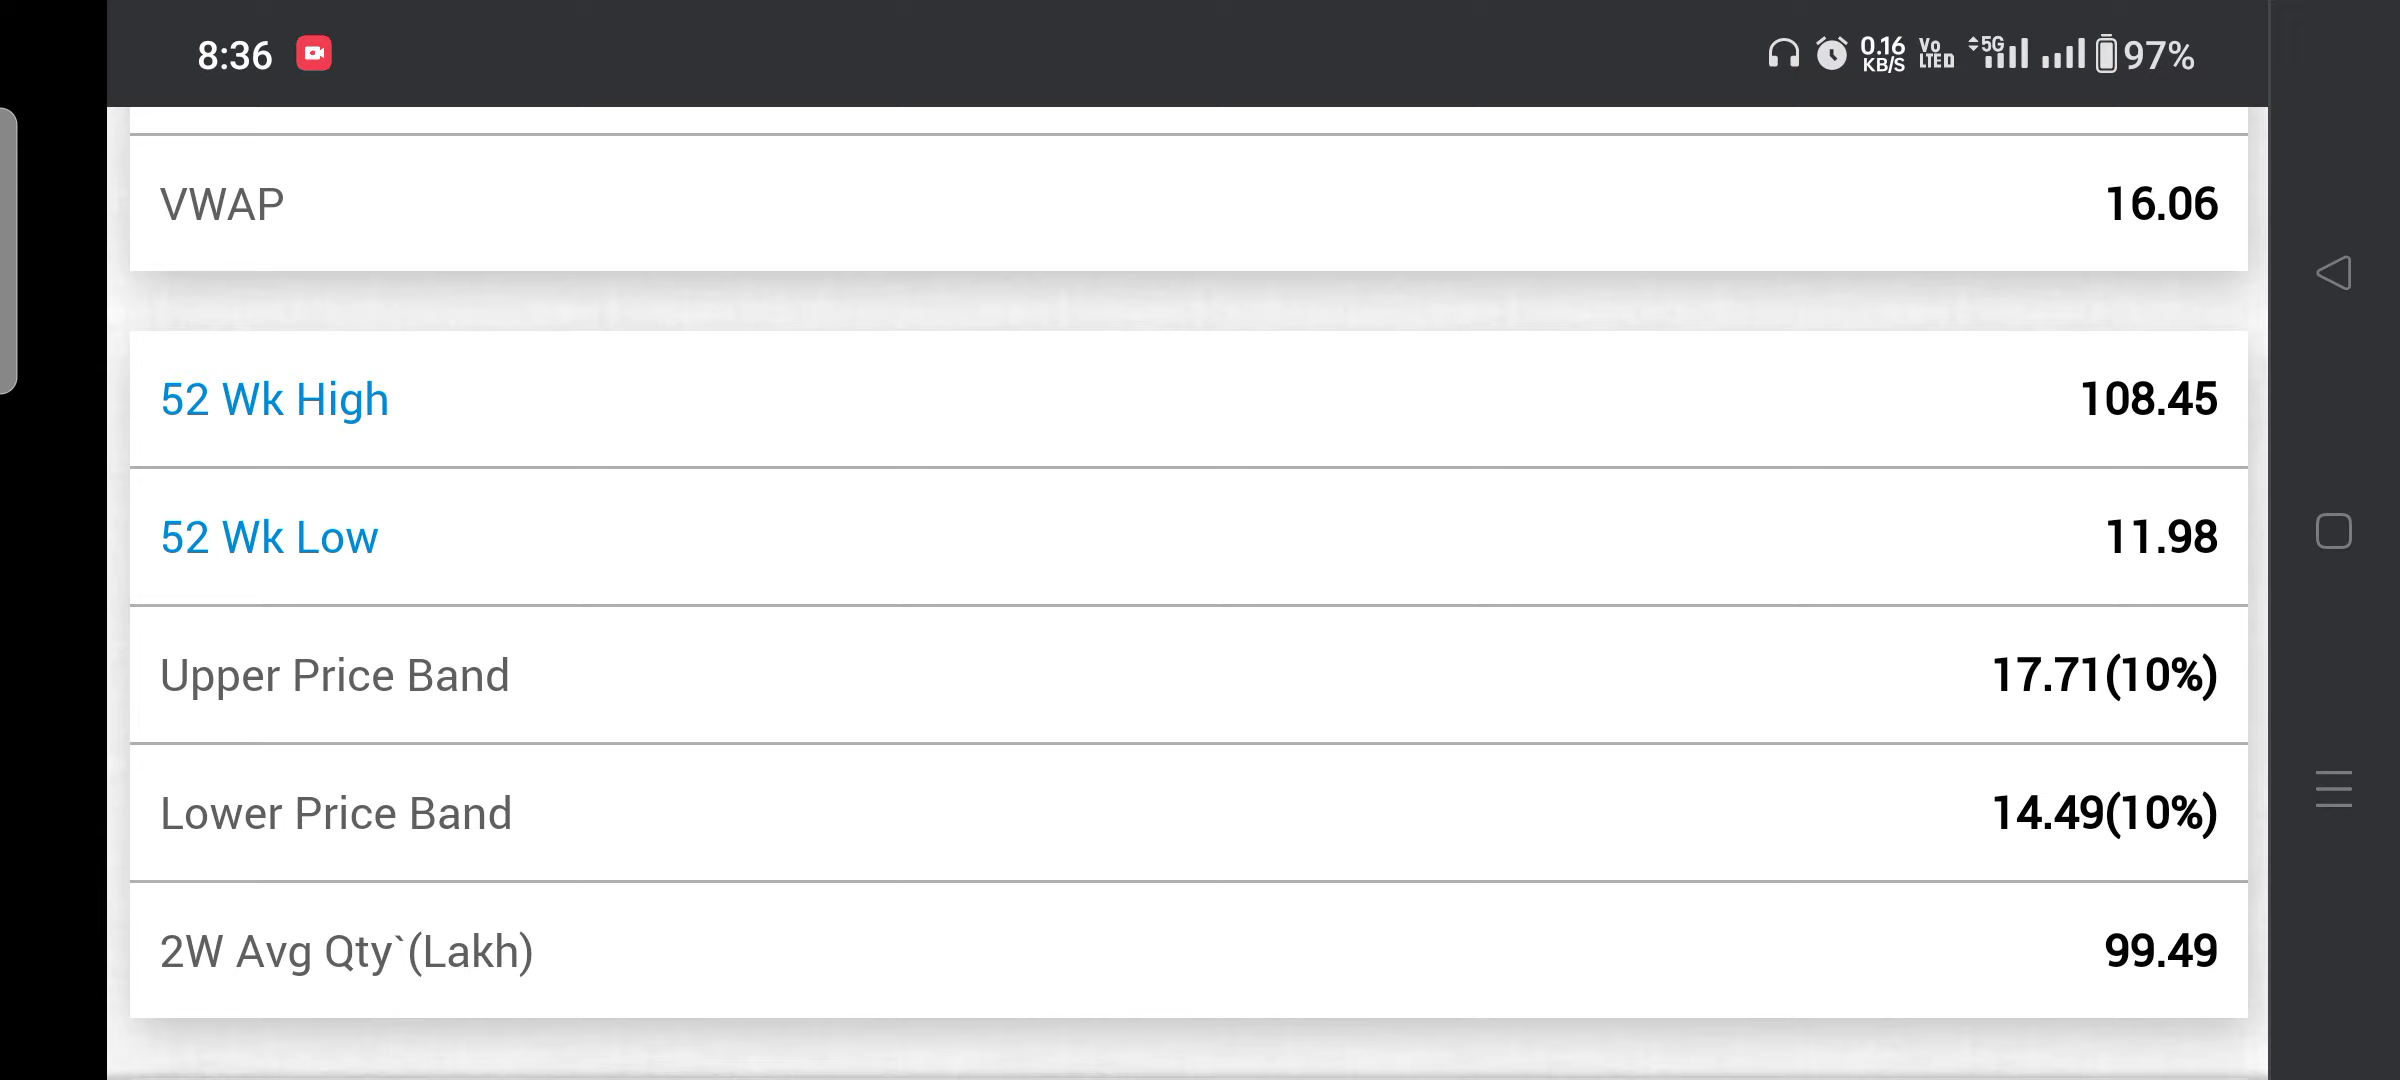 8:36
0.16 KB/S Vo LTE 5G 97%
VWAP 16.06
52 Wk High 108.45
52 Wk Low 11.98
Upper Price Band 17.71(10%)
Lower Price Band 14.49(10%)
2W Avg Qty`(Lakh) 99.49